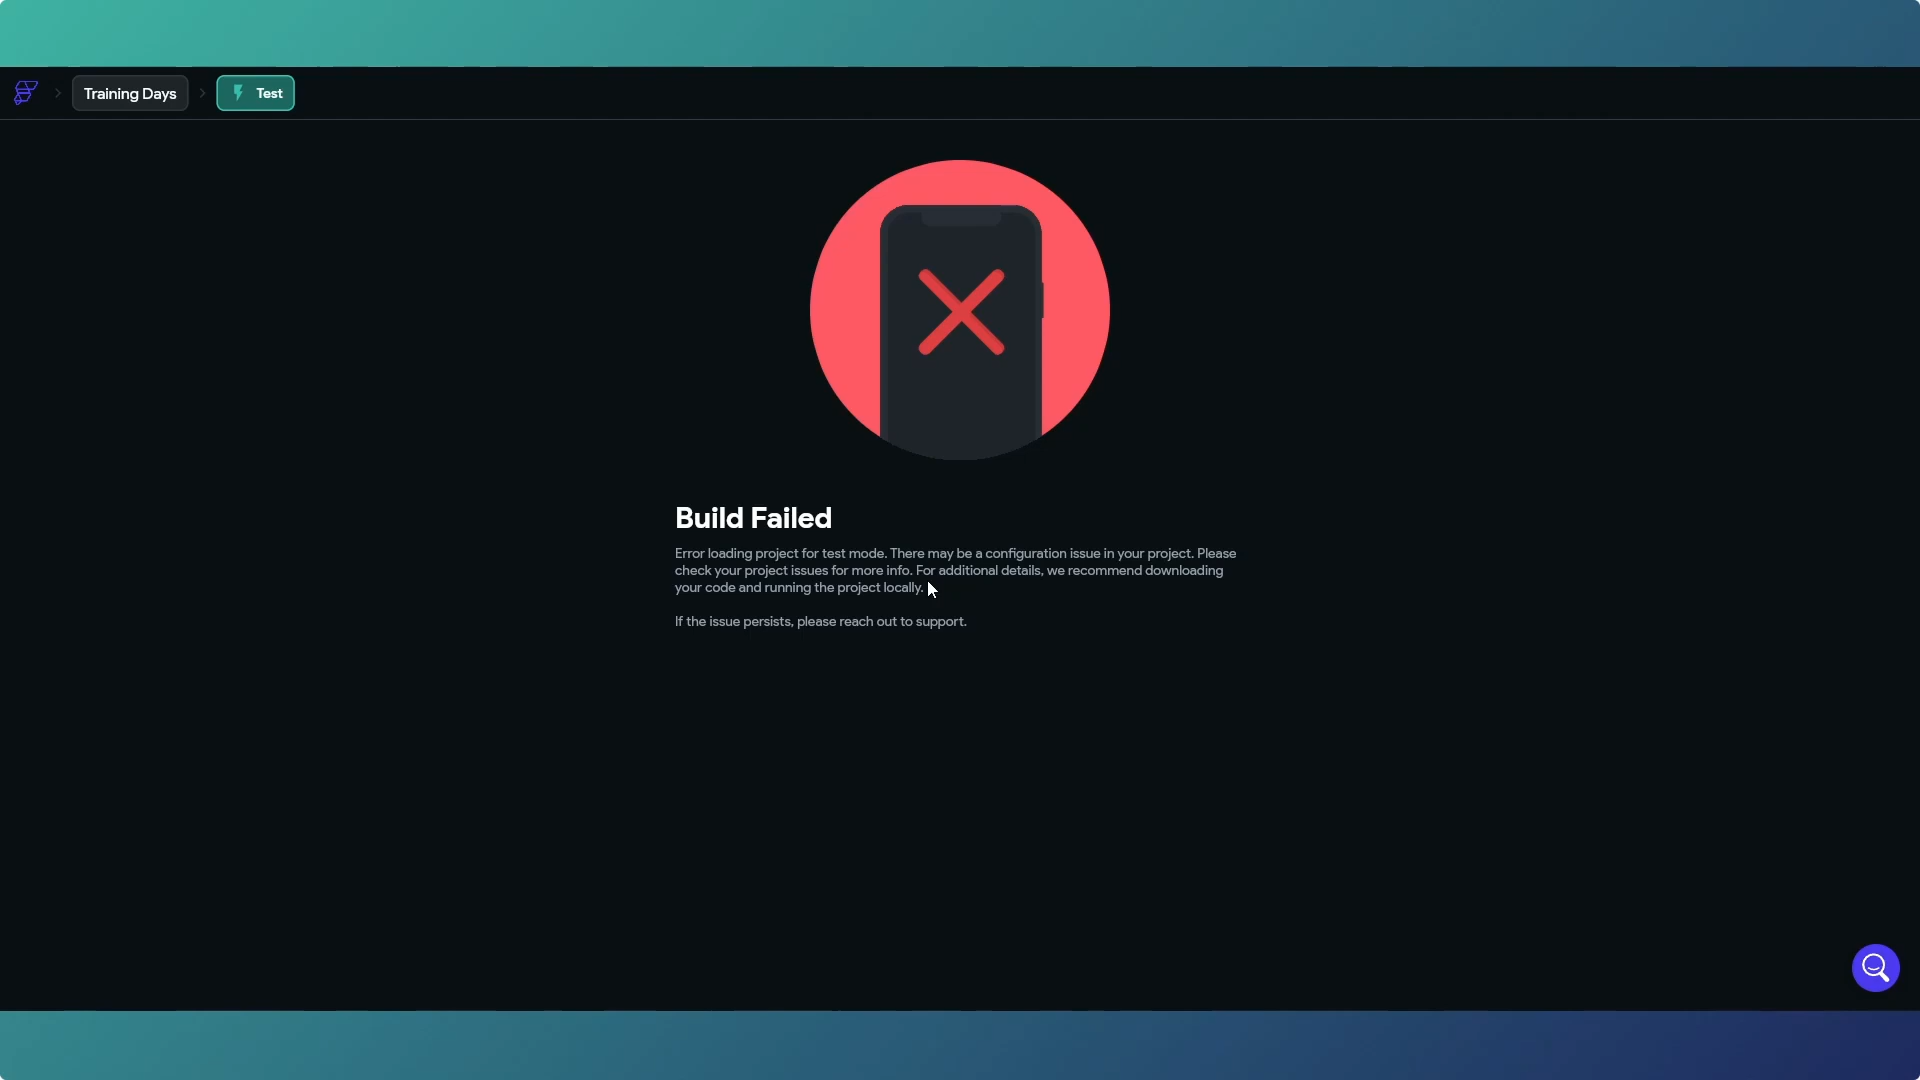 Training Days
Test
Build Failed
Error loading project for test mode. There may be a configuration issue in your project. Please
check your project issues for more info. For additional details, we recommend downloading
your code and running the project locally.
If the issue persists, please reach out to support.